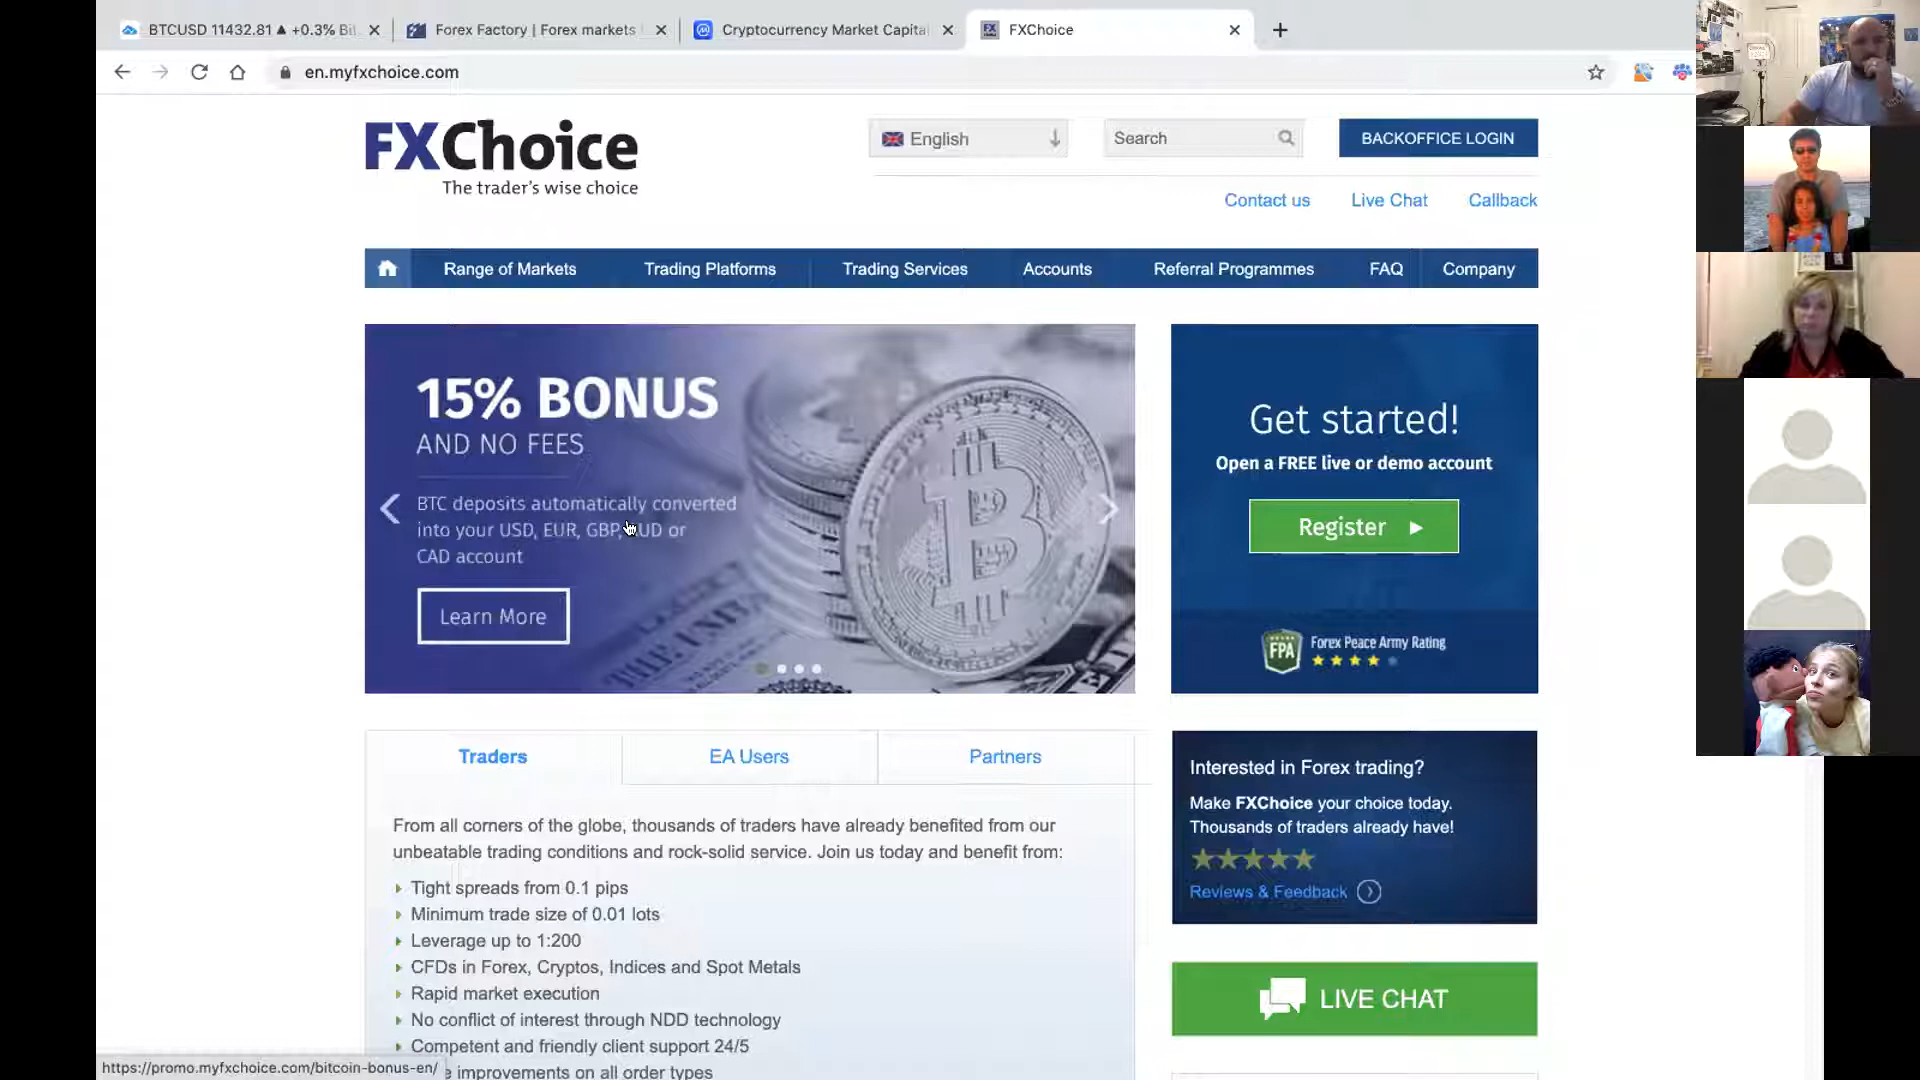 BTCUSD 11432.81 ▲ +0.3% Bit
Forex Factory | Forex markets
Cryptocurrency Market Capital
FXChoice
en.myfxchoice.com
FXChoice
The trader's wise choice
English
Search
BACKOFFICE LOGIN
Contact us
Live Chat
Callback
Range of Markets
Trading Platforms
Trading Services
Accounts
Referral Programmes
FAQ
Company
15% BONUS
AND NO FEES
BTC deposits automatically converted
into your USD, EUR, GBP, AUD or
CAD account
Learn More
Get started!
Open a FREE live or demo account
Register
FPA
Forex Peace Army Rating
Traders
EA Users
Partners
From all corners of the globe, thousands of traders have already benefited from our
unbeatable trading conditions and rock-solid service. Join us today and benefit from:
Tight spreads from 0.1 pips
Minimum trade size of 0.01 lots
Leverage up to 1:200
CFDs in Forex, Cryptos, Indices and Spot Metals
Rapid market execution
No conflict of interest through NDD technology
Competent and friendly client support 24/5
improvements on all order types
Interested in Forex trading?
Make FXChoice your choice today.
Thousands of traders already have!
Reviews & Feedback
LIVE CHAT
https://promo.myfxchoice.com/bitcoin-bonus-en/